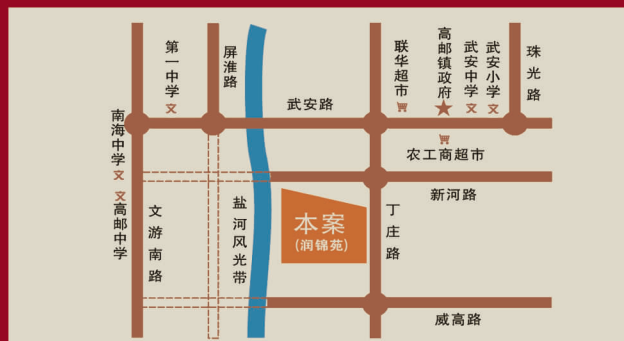 第一中学
屏淮路
联华超市
高邮镇政府
武安中学
武安小学
珠光路
武安路
南海中学
农工商超市
新河路
高邮中学
文游南路
盐河风光带
本案
(润锦苑)
丁庄路
威高路